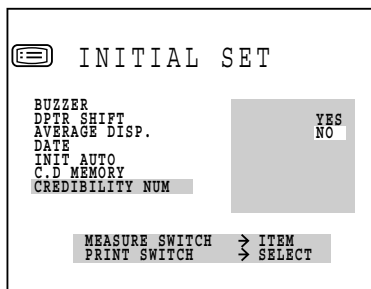 INITIAL SET
BUZZER
DPTR SHIFT
AVERAGE DISP.
DATE
INIT AUTO
C.D MEMORY
CREDIBILITY NUM
YES
NO
MEASURE SWITCH → ITEM
PRINT SWITCH → SELECT